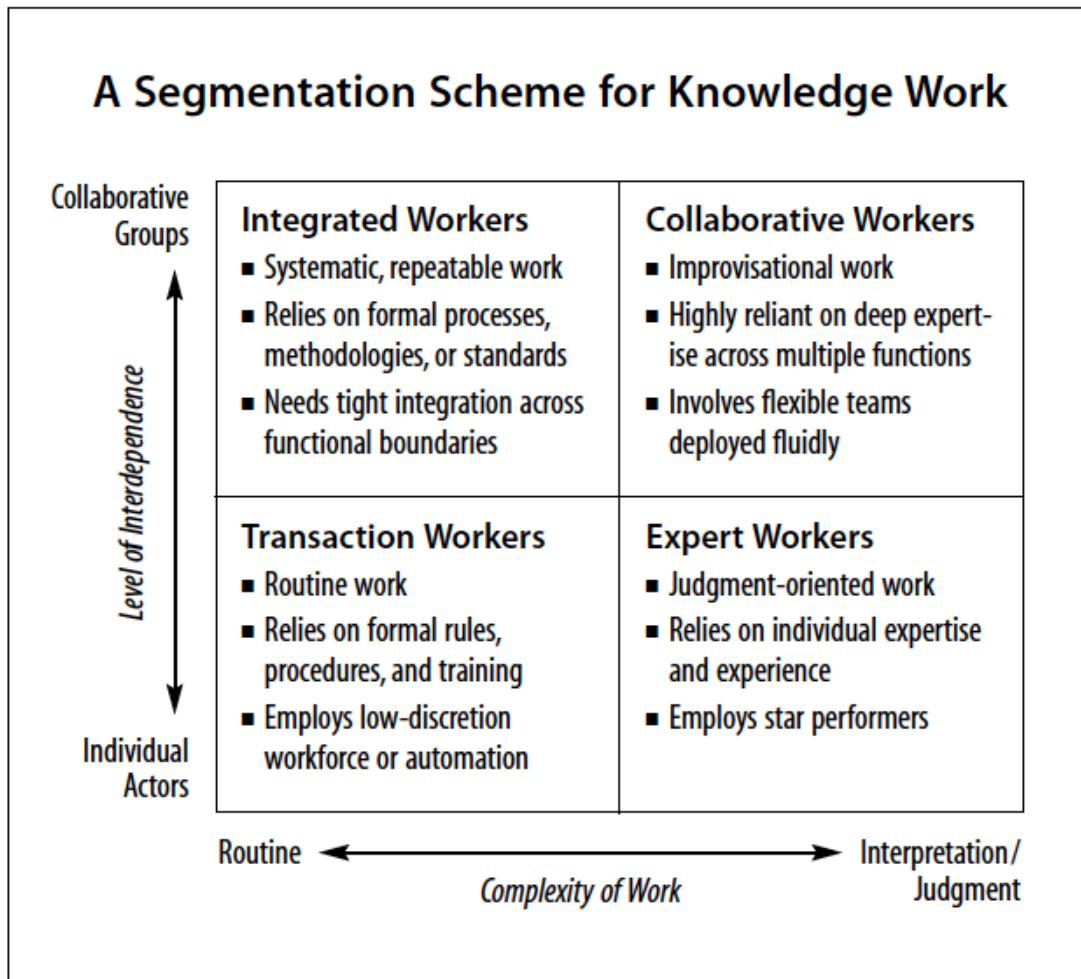 A Segmentation Scheme for Knowledge Work
Collaborative
Groups
Level of Interdependence
Individual
Actors
Integrated Workers
■ Systematic, repeatable work
■ Relies on formal processes,
methodologies, or standards
■ Needs tight integration across
functional boundaries
Collaborative Workers
■ Improvisational work
■ Highly reliant on deep expert-
ise across multiple functions
■ Involves flexible teams
deployed fluidly
Transaction Workers
■ Routine work
■ Relies on formal rules,
procedures, and training
■ Employs low-discretion
workforce or automation
Expert Workers
■ Judgment-oriented work
■ Relies on individual expertise
and experience
■ Employs star performers
Routine
Complexity of Work
Interpretation/
Judgment